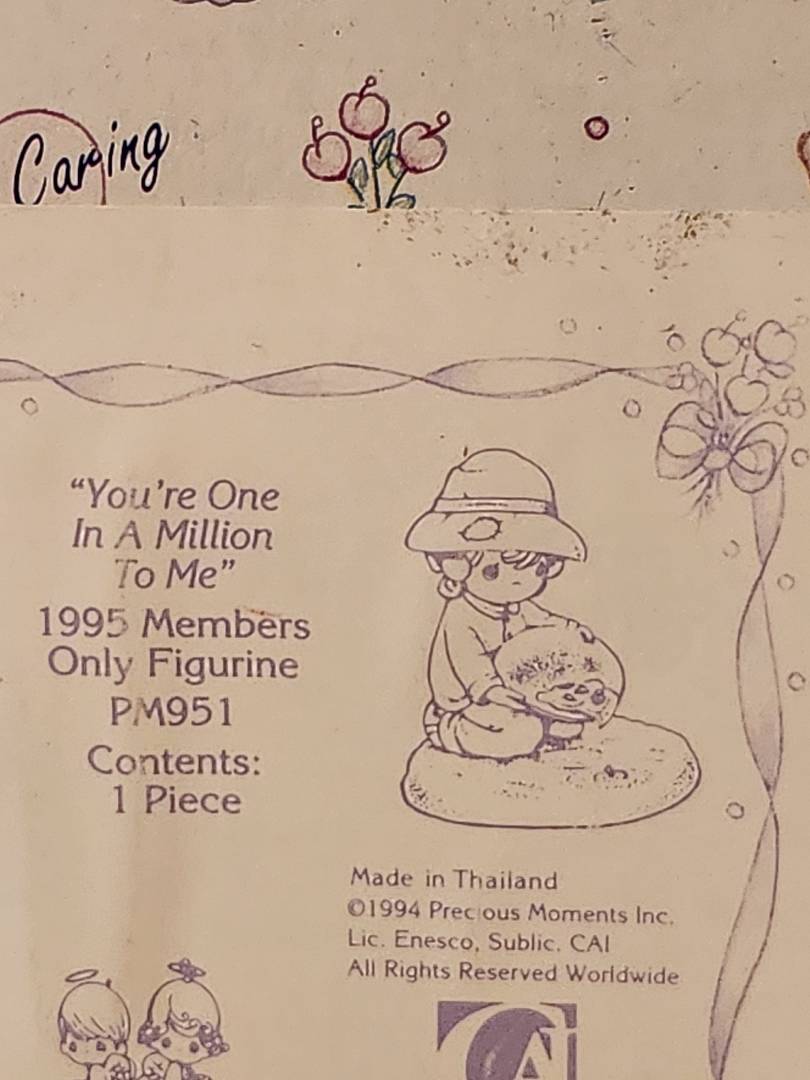 Caring
“You’re One
In A Million
To Me”
1995 Members
Only Figurine
PM951
Contents:
1 Piece
Made in Thailand
©1994 Precious Moments Inc.
Lic. Enesco, Sublic. CAI
All Rights Reserved Worldwide
CAi